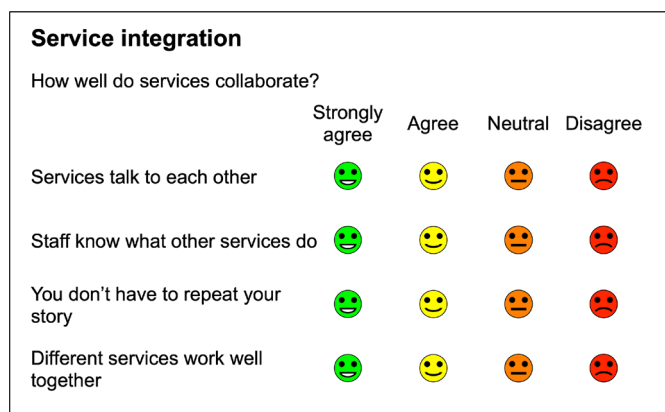 Service integration
How well do services collaborate?
Strongly agree Agree Neutral Disagree
Services talk to each other
Staff know what other services do
You don't have to repeat your
story
Different services work well
together